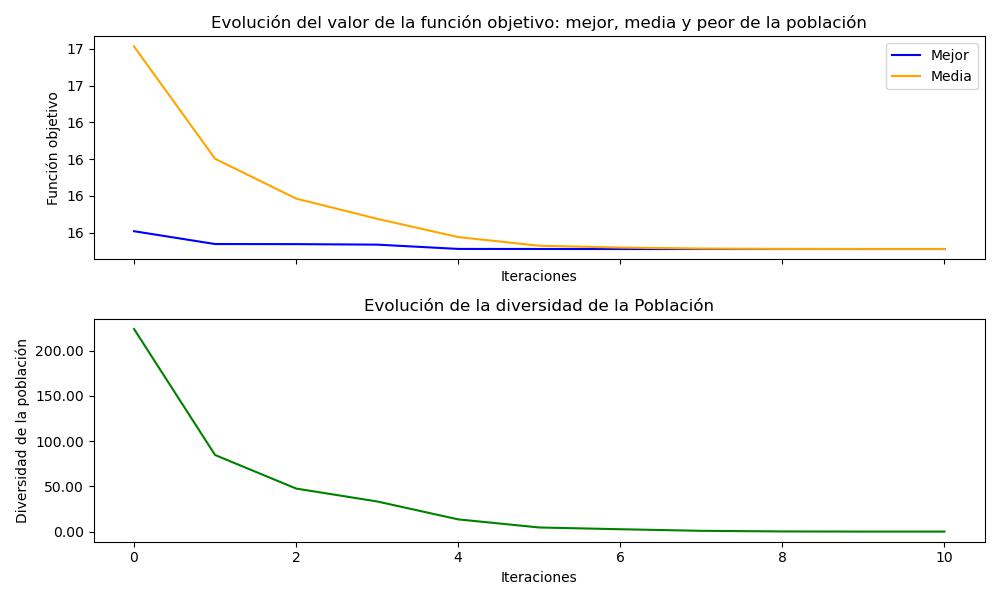 Evolución del valor de la función objetivo: mejor, media y peor de la población
17
17
16
16
16
16
Función objetivo
Mejor
Media
Iteraciones
Evolución de la diversidad de la Población
200.00
150.00
100.00
50.00
0.00
Diversidad de la población
0 2 4 6 8 10
Iteraciones